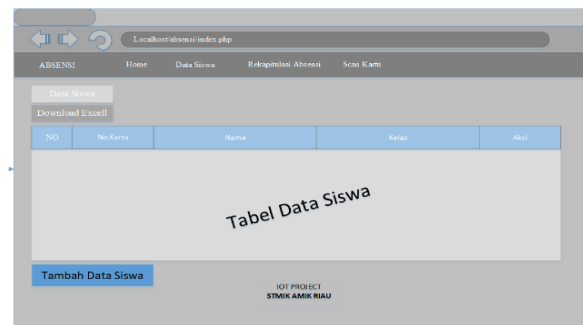 Localhost/absensi/index.php
ABSENSI Home Data Siswa Rekapitulasi Absensi Scan Kartu
Data Siswa
Download Excell
NO No.Kartu Nama Kelas Aksi
Tabel Data Siswa
Tambah Data Siswa
IOT PROJECT
STMIK AMIK RIAU